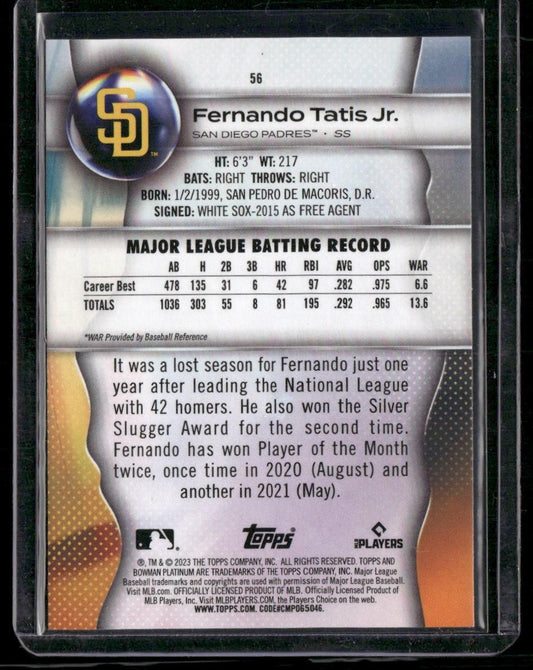 56
SD
TM
Fernando Tatis Jr.
SAN DIEGO PADRES™ · SS
HT: 6'3" WT: 217
BATS: RIGHT THROWS: RIGHT
BORN: 1/2/1999, SAN PEDRO DE MACORIS, D.R.
SIGNED: WHITE SOX-2015 AS FREE AGENT
MAJOR LEAGUE BATTING RECORD
AB H 2B 3B HR RBI AVG OPS WAR
Career Best 478 135 31 6 42 97 .282 .975 6.6
TOTALS 1036 303 55 8 81 195 .292 .965 13.6
*WAR Provided by Baseball Reference
It was a lost season for Fernando just one
year after leading the National League
with 42 homers. He also won the Silver
Slugger Award for the second time.
Fernando has won Player of the Month
twice, once time in 2020 (August) and
another in 2021 (May).
Topps
MLB PLAYERS
®, TM & © 2023 THE TOPPS COMPANY, INC. ALL RIGHTS RESERVED. TOPPS AND
BOWMAN PLATINUM ARE TRADEMARKS OF THE TOPPS COMPANY, INC. Major League
Baseball trademarks and copyrights are used with permission of Major League Baseball.
Visit MLB.com. OFFICIALLY LICENSED PRODUCT OF MLB. Officially Licensed Product of
MLB Players, Inc. Visit MLBPLAYERS.com, the Players Choice on the web.
WWW.TOPPS.COM. CODE#CMP065046.